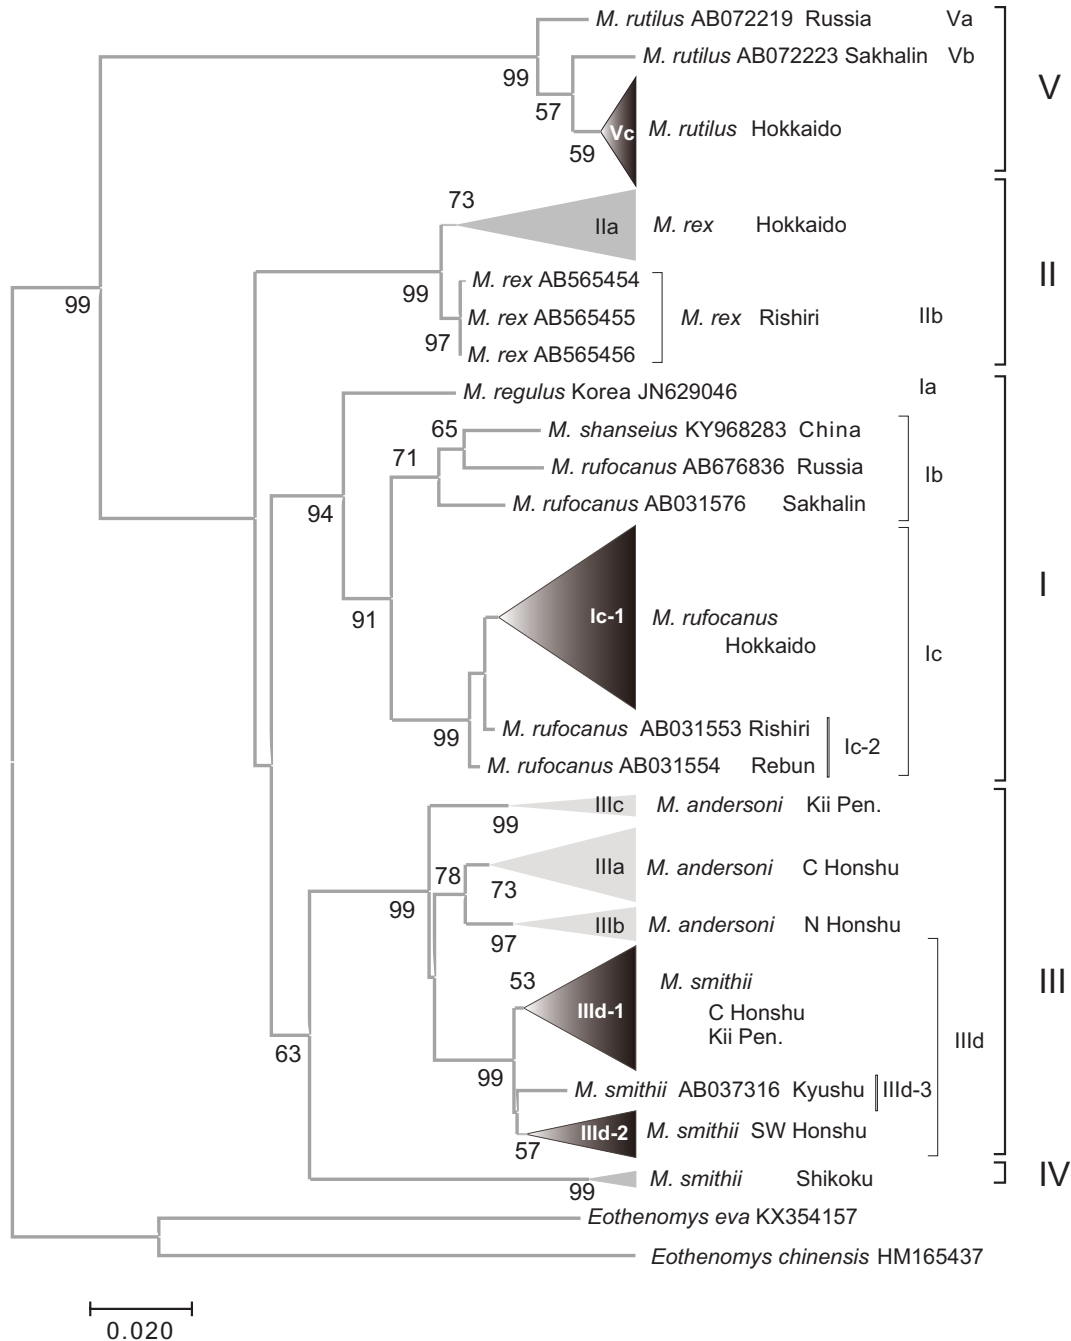 M. rutilus AB072219 Russia Va
M. rutilus AB072223 Sakhalin Vb
99
V
57
Vc M. rutilus Hokkaido
59
73
IIa M. rex Hokkaido
II
M. rex AB565454
99
99
M. rex AB565455 M. rex Rishiri IIb
97
M. rex AB565456
M. regulus Korea JN629046 Ia
65 M. shanseius KY968283 China
71
M. rufocanus AB676836 Russia
Ib
M. rufocanus AB031576 Sakhalin
94
I
91
Ic-1 M. rufocanus
Hokkaido
Ic
M. rufocanus AB031553 Rishiri
99
Ic-2
M. rufocanus AB031554 Rebun
IIIc M. andersoni Kii Pen.
99
IIIa M. andersoni C Honshu
78
73
99
IIIb M. andersoni N Honshu
97
53 M. smithii
III
IIId-1 C Honshu
Kii Pen.
IIId
63
99
M. smithii AB037316 Kyushu IIId-3
IIId-2 M. smithii SW Honshu
57
M. smithii Shikoku IV
99
Eothenomys eva KX354157
Eothenomys chinensis HM165437
0.020